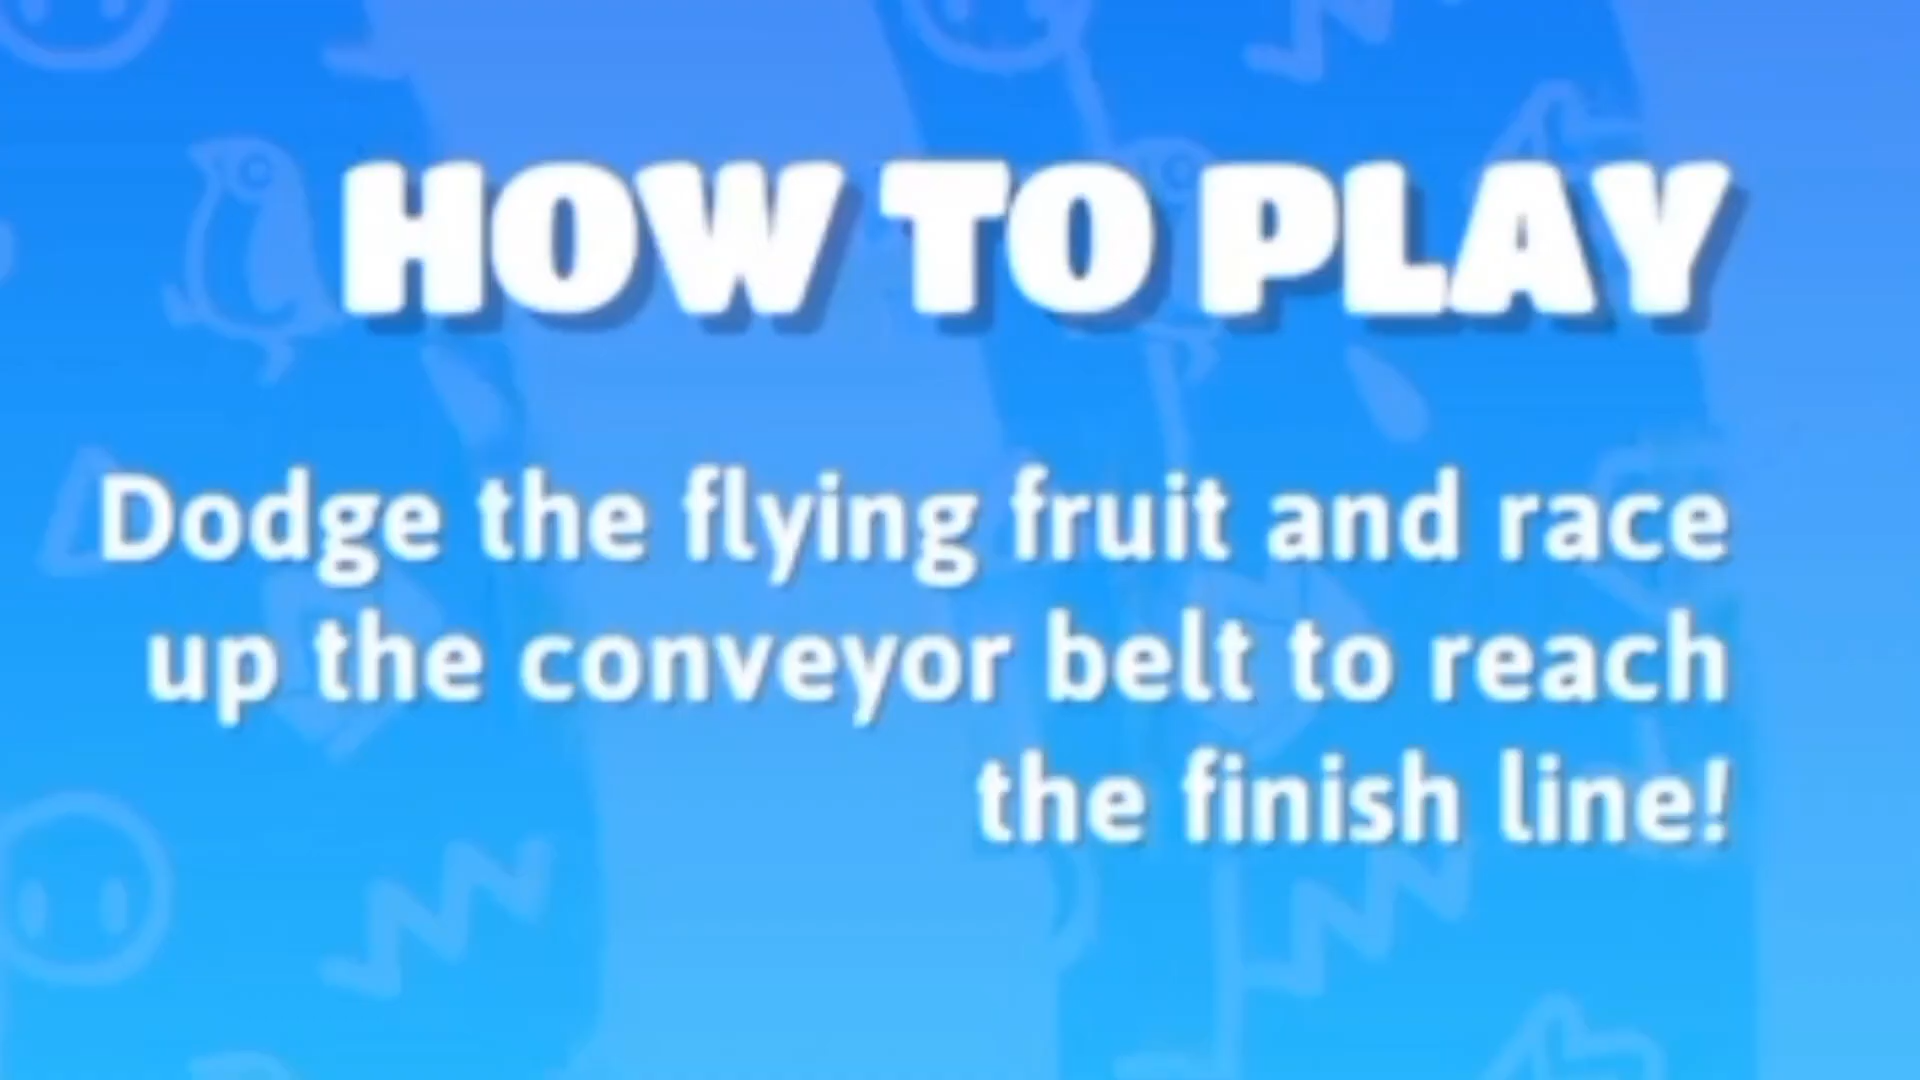 HOW TO PLAY
Dodge the flying fruit and race
up the conveyor belt to reach
the finish line!